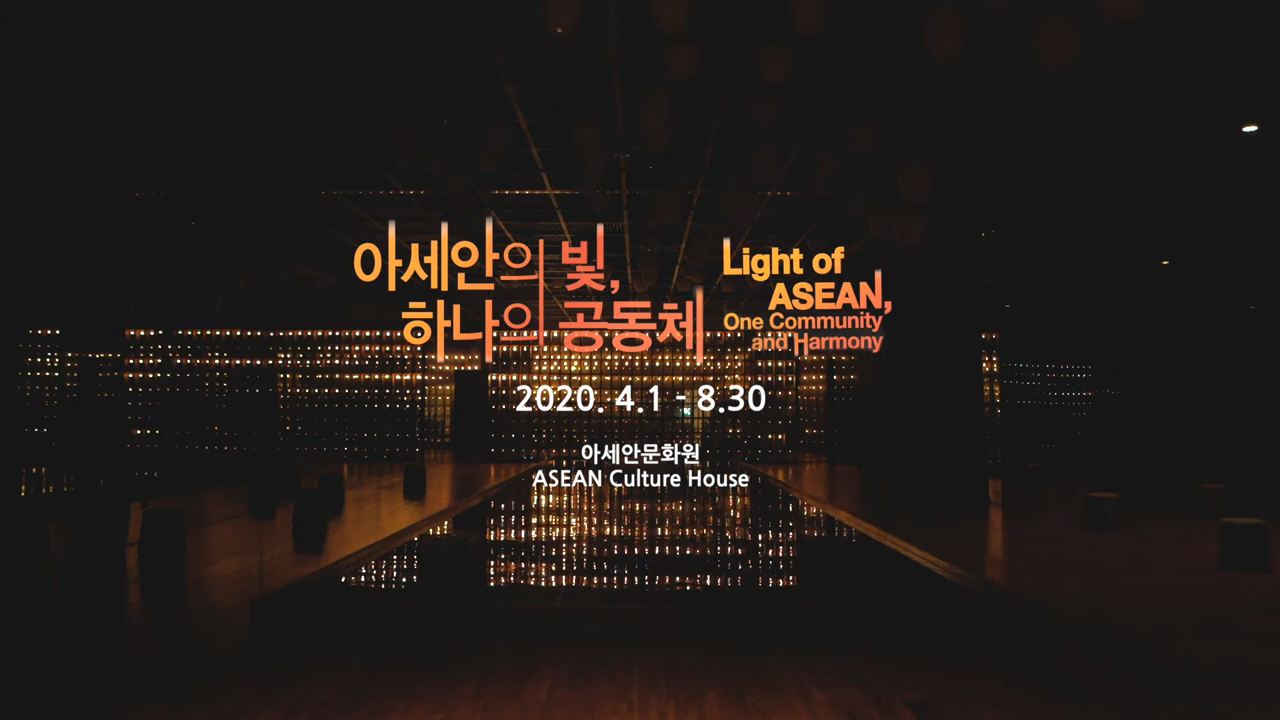 아세안의 빛,
하나의 공동체
Light of
ASEAN,
One Community
and Harmony
2020. 4.1 - 8.30
아세안문화원
ASEAN Culture House